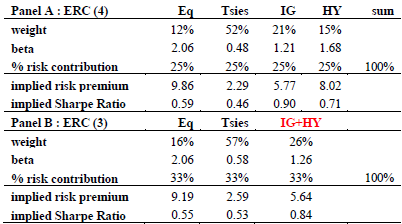 Panel A : ERC (4) Eq Tsies IG HY sum
weight 12% 52% 21% 15%
beta 2.06 0.48 1.21 1.68
% risk contribution 25% 25% 25% 25% 100%
implied risk premium 9.86 2.29 5.77 8.02
implied Sharpe Ratio 0.59 0.46 0.90 0.71
Panel B : ERC (3) Eq Tsies IG+HY
weight 16% 57% 26%
beta 2.06 0.58 1.26
% risk contribution 33% 33% 33% 100%
implied risk premium 9.19 2.59 5.64
implied Sharpe Ratio 0.55 0.53 0.84